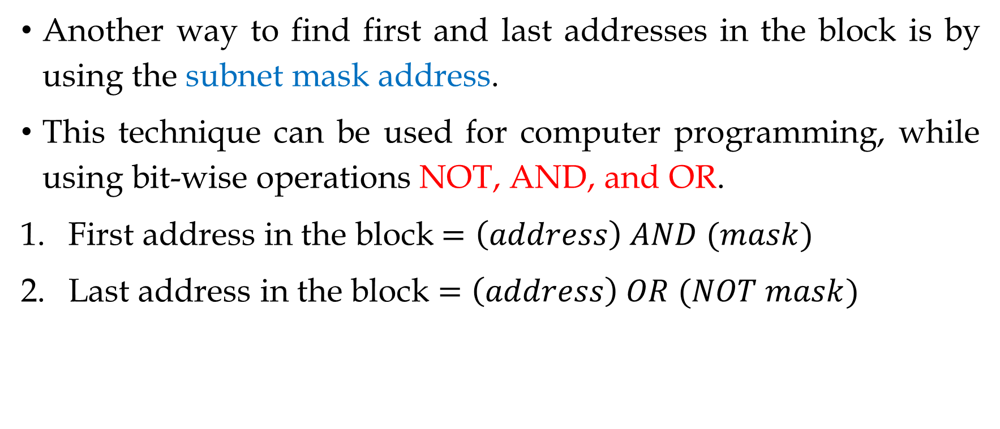 • Another way to find first and last addresses in the block is by
using the subnet mask address.
• This technique can be used for computer programming, while
using bit-wise operations NOT, AND, and OR.
1. First address in the block = (address) AND (mask)
2. Last address in the block = (address) OR (NOT mask)